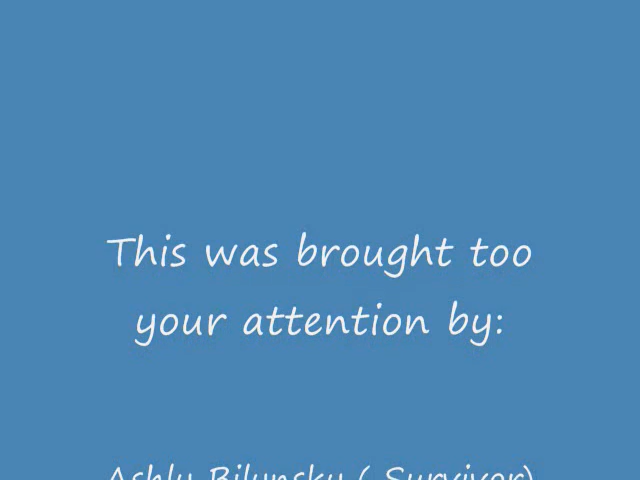 This was brought too
your attention by:
Ashly Bilunsky ( Survivor)